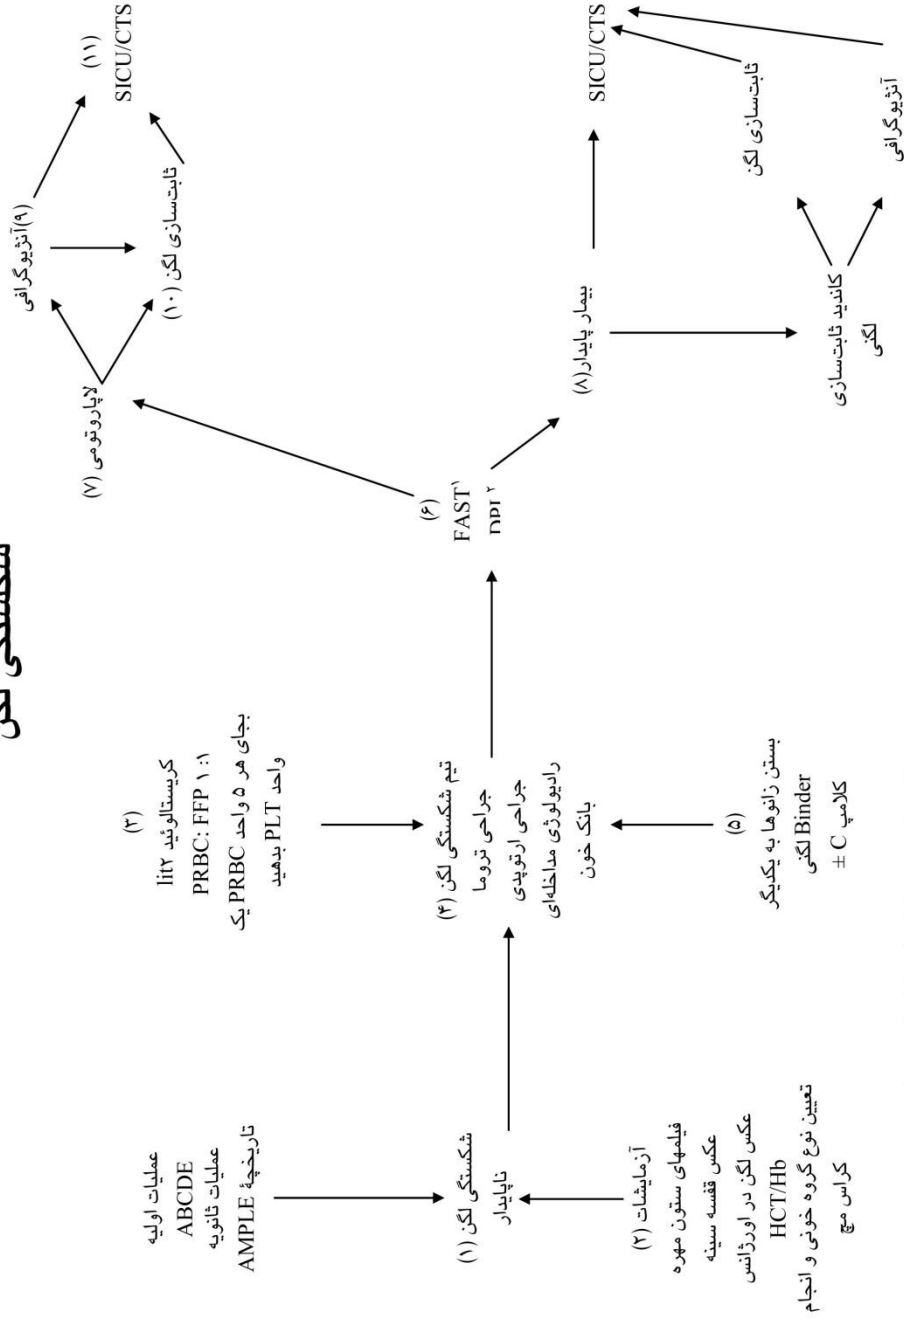 شکستگی لگن
عملیات اولیه
ABCDE
عملیات ثانویه
تاریخچهٔ AMPLE
شکستگی لگن (۱)
ناپایدار
آزمایشات (۲)
فیلمهای ستون مهره
عکس قفسه سینه
عکس لگن در اورژانس
HCT/Hb
تعیین نوع گروه خونی و انجام
کراس مچ
(۳)
کریستالوئید ۲lit
PRBC: FFP ۱ :۱
بجای هر ۵ واحد PRBC یک
واحد PLT بدهید
تیم شکستگی لگن (۴)
جراحی تروما
جراحی ارتوپدی
رادیولوژی مداخله‌ای
بانک خون
(۵)
بستن زانوها به یکدیگر
Binder لگنی
± کلامپ C
(۶)
FAST۱
DPL۲
لاپاروتومی (۷)
بیمار پایدار(۸)
کاندید ثابت‌سازی
لگنی
(۹)آنژیوگرافی
ثابت‌سازی لگن (۱۰)
(۱۱)
SICU/CTS
SICU/CTS
ثابت‌سازی لگن
آنژیوگرافی